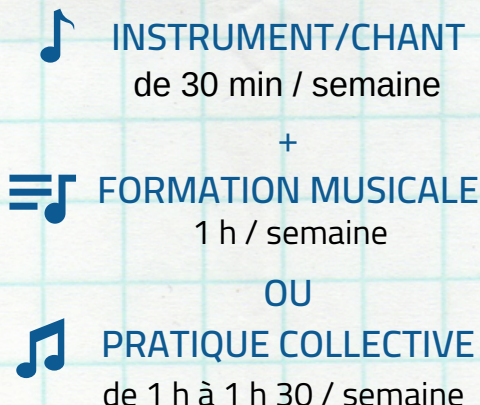 INSTRUMENT/CHANT
de 30 min / semaine
+
FORMATION MUSICALE
1 h / semaine
OU
PRATIQUE COLLECTIVE
de 1 h à 1 h 30 / semaine